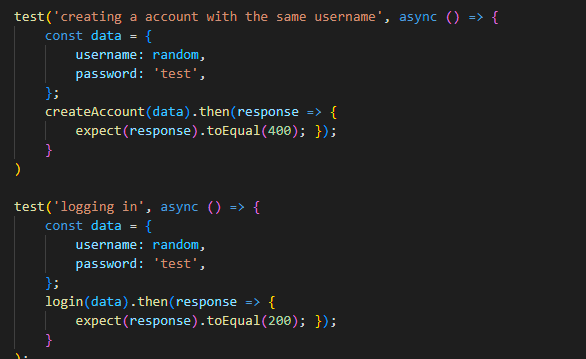 test('creating a account with the same username', async () => {
const data = {
username: random,
password: 'test',
};
createAccount(data).then(response => {
expect(response).toEqual(400); });
}
)
test('logging in', async () => {
const data = {
username: random,
password: 'test',
};
login(data).then(response => {
expect(response).toEqual(200); });
}
);